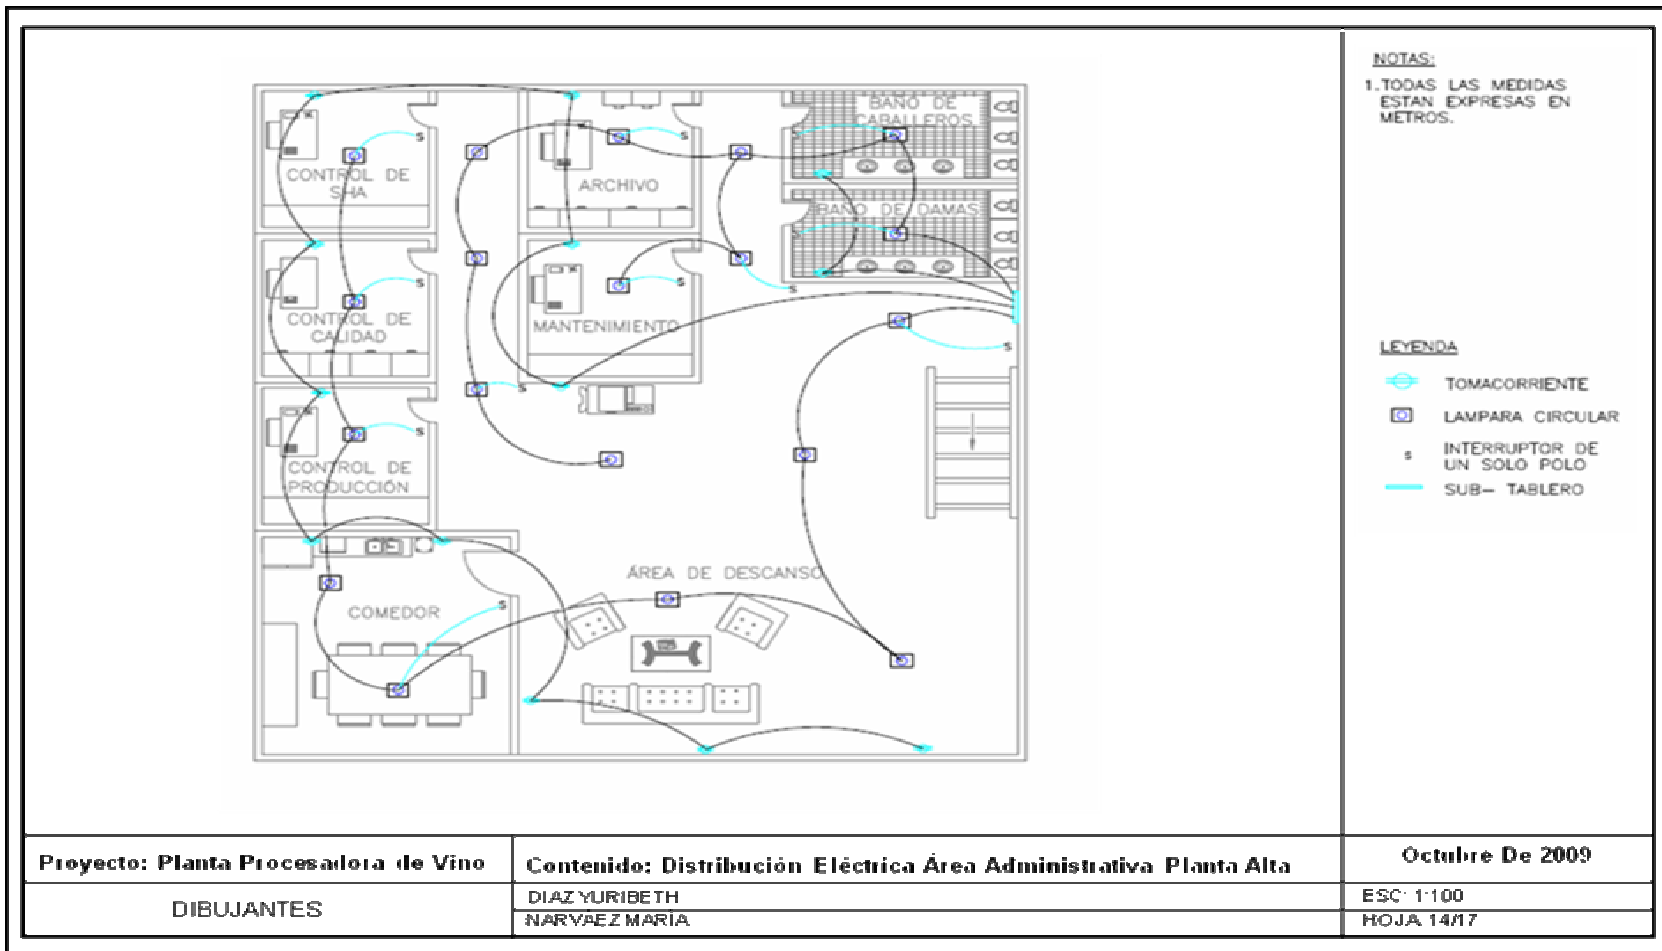 NOTAS:
1.TODAS LAS MEDIDAS
ESTAN EXPRESAS EN
METROS.
BAÑO DE
CABALLEROS
CONTROL DE
SHA
ARCHIVO
BAÑO DE DAMAS
CONTROL DE
CALIDAD
MANTENIMIENTO
CONTROL DE
PRODUCCIÓN
ÁREA DE DESCANSO
COMEDOR
S
S
S
S
S
S
S
S
S
S
S
LEYENDA
TOMACORRIENTE
LAMPARA CIRCULAR
S
INTERRUPTOR DE
UN SOLO POLO
SUB- TABLERO
Proyecto: Planta Procesadora de Vino
Contenido: Distribución Eléctrica Área Administrativa Planta Alta
Octubre De 2009
DIBUJANTES
DIAZ YURIBETH
NARVAEZ MARÍA
ESC: 1:100
HOJA 14/17